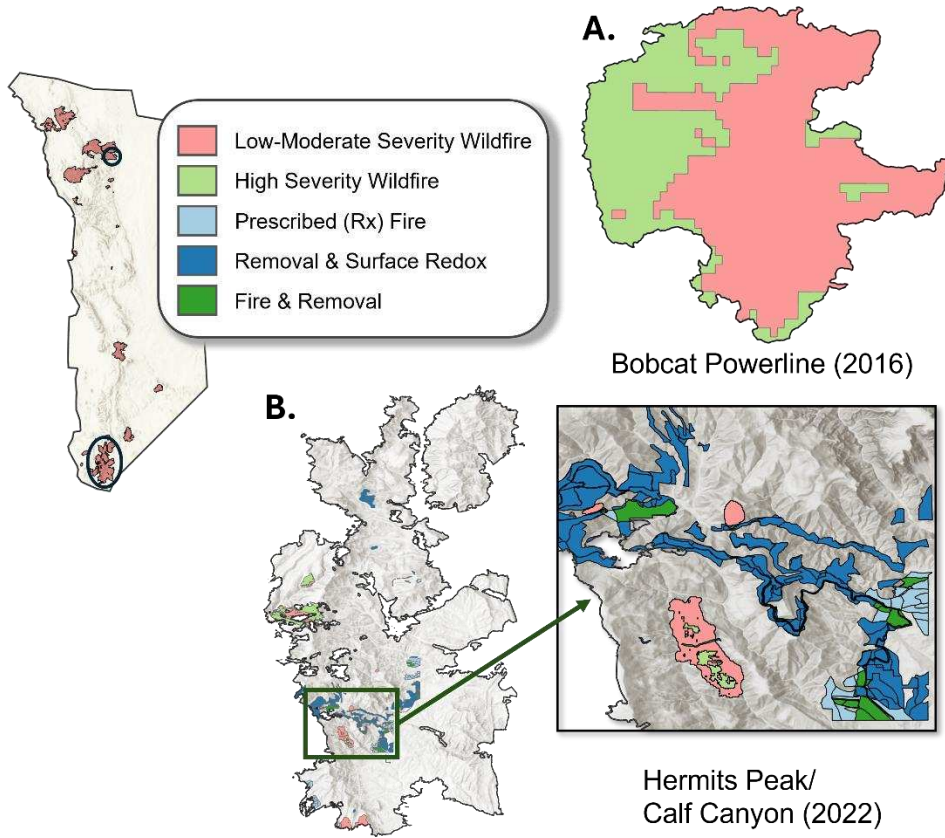 A.
Low-Moderate Severity Wildfire
High Severity Wildfire
Prescribed (Rx) Fire
Removal & Surface Redox
Fire & Removal
Bobcat Powerline (2016)
B.
Hermits Peak/
Calf Canyon (2022)